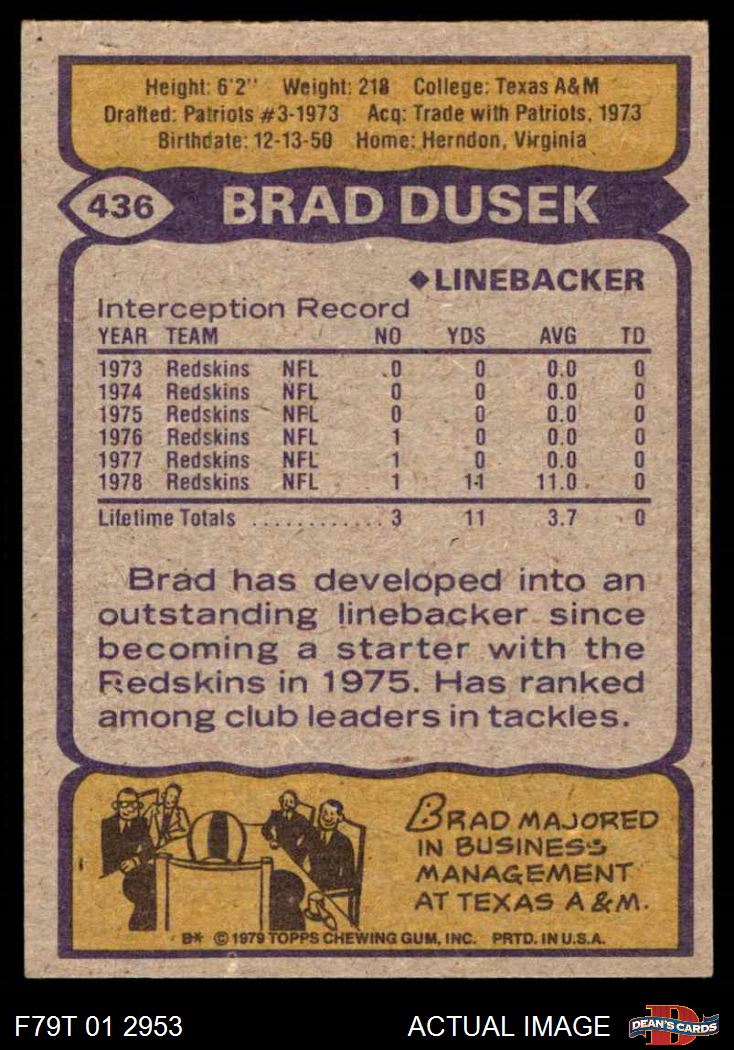 Height: 6'2" Weight: 218 College: Texas A&M
Drafted: Patriots #3-1973 Acq: Trade with Patriots, 1973
Birthdate: 12-13-50 Home: Herndon, Virginia
436 BRAD DUSEK
◆LINEBACKER
Interception Record
YEAR TEAM NO YDS AVG TD
1973 Redskins NFL 0 0 0.0 0
1974 Redskins NFL 0 0 0.0 0
1975 Redskins NFL 0 0 0.0 0
1976 Redskins NFL 1 0 0.0 0
1977 Redskins NFL 1 0 0.0 0
1978 Redskins NFL 1 11 11.0 0
Lifetime Totals ............ 3 11 3.7 0
Brad has developed into an
outstanding linebacker since
becoming a starter with the
Redskins in 1975. Has ranked
among club leaders in tackles.
BRAD MAJORED
IN BUSINESS
MANAGEMENT
AT TEXAS A & M.
B* © 1979 TOPPS CHEWING GUM, INC. PRTD. IN U.S.A.
F79T 01 2953 ACTUAL IMAGE DEAN'S CARDS